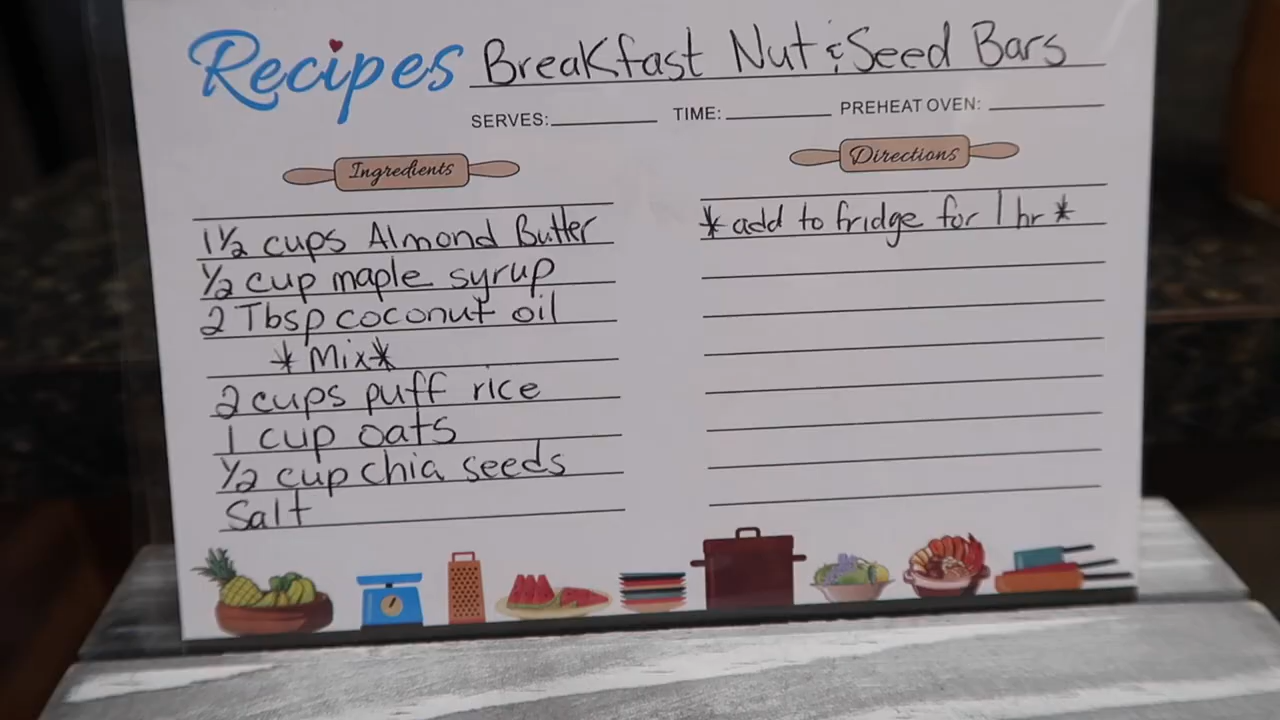 Recipes Breakfast Nut & Seed Bars
SERVES: TIME: PREHEAT OVEN:
Ingredients
1 1/2 cups Almond Butter
1/2 cup maple syrup
2 Tbsp coconut oil
*Mix*
2 cups puff rice
1 cup oats
1/2 cup chia seeds
Salt
Directions
* add to fridge for 1 hr *